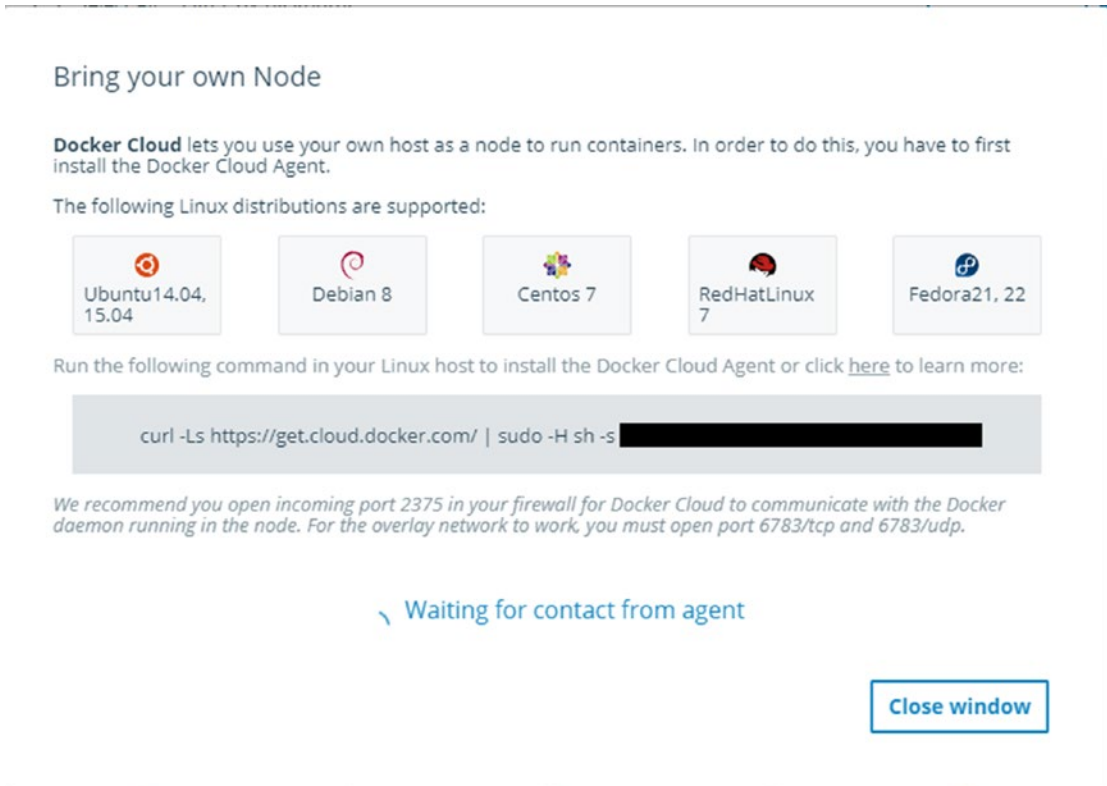 Bring your own Node
Docker Cloud lets you use your own host as a node to run containers. In order to do this, you have to first
install the Docker Cloud Agent.
The following Linux distributions are supported:
Ubuntu14.04,
15.04
Debian 8
Centos 7
RedHatLinux
7
Fedora21, 22
Run the following command in your Linux host to install the Docker Cloud Agent or click here to learn more:
curl -Ls https://get.cloud.docker.com/ | sudo -H sh -s
We recommend you open incoming port 2375 in your firewall for Docker Cloud to communicate with the Docker
daemon running in the node. For the overlay network to work, you must open port 6783/tcp and 6783/udp.
Waiting for contact from agent
Close window